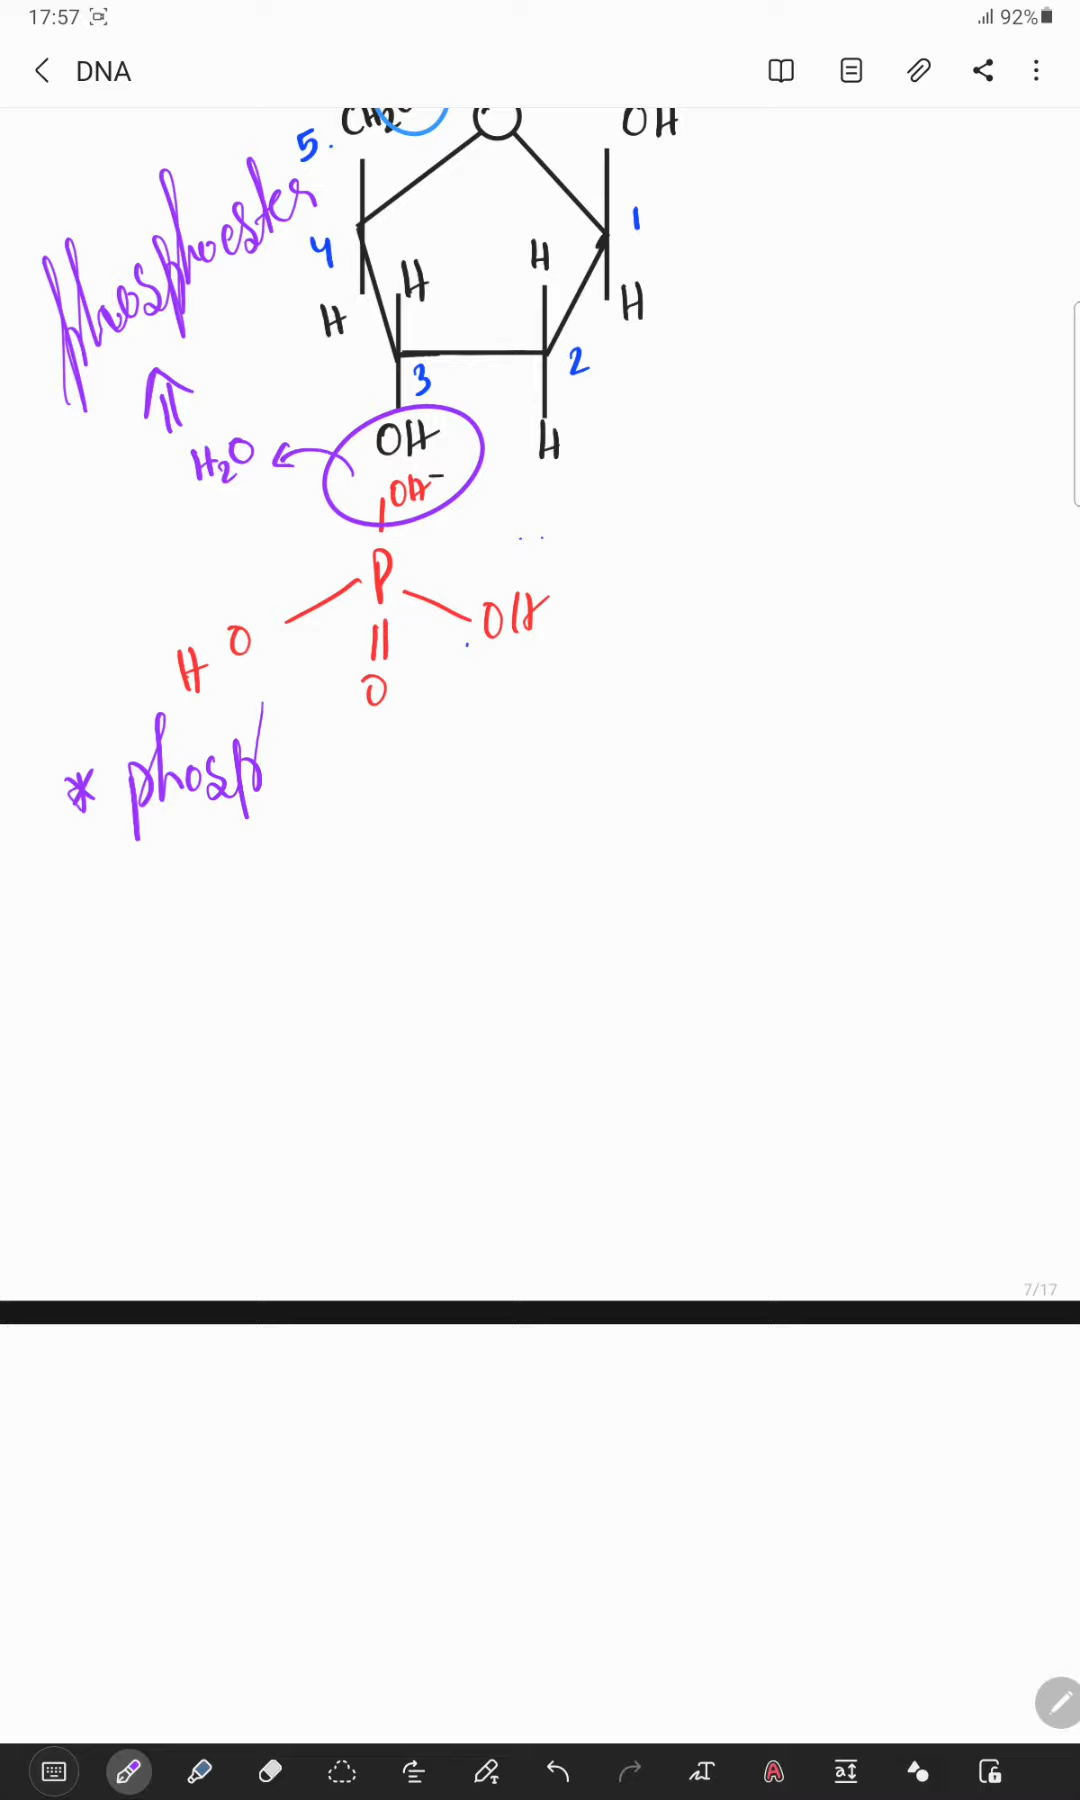 17:57 92%
DNA
CH2 OH
5.
phosphoester
1
4
H
H
H
H
3
2
OH
H
H2O
OH-
P
OH
O
H
O
* phosp
7/17